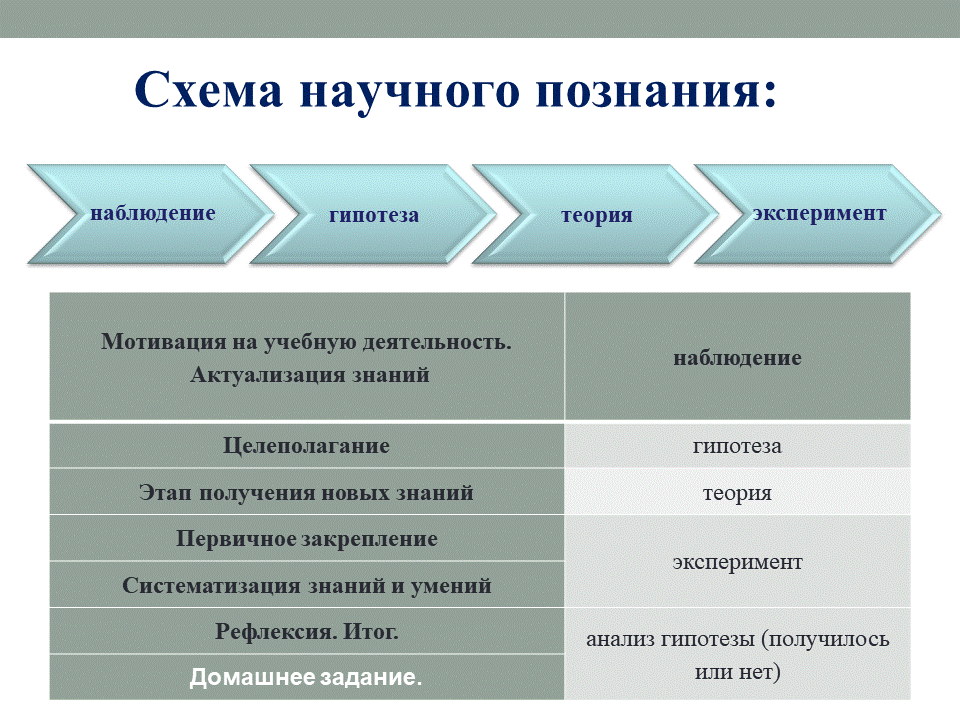 Схема научного познания:
наблюдение
гипотеза
теория
эксперимент
Мотивация на учебную деятельность.
Актуализация знаний
наблюдение
Целеполагание
гипотеза
Этап получения новых знаний
теория
Первичное закрепление
эксперимент
Систематизация знаний и умений
Рефлексия. Итог.
анализ гипотезы (получилось
или нет)
Домашнее задание.